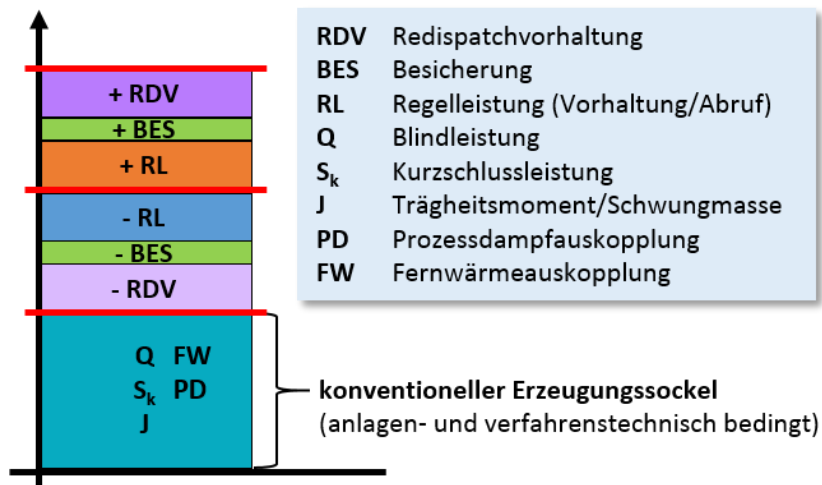 + RDV
+ BES
+ RL
- RL
- BES
- RDV
Q FW
Sk PD
J
RDV Redispatchvorhaltung
BES Besicherung
RL Regelleistung (Vorhaltung/Abruf)
Q Blindleistung
Sk Kurzschlussleistung
J Trägheitsmoment/Schwungmasse
PD Prozessdampfauskopplung
FW Fernwärmeauskopplung
konventioneller Erzeugungssockel
(anlagen- und verfahrenstechnisch bedingt)